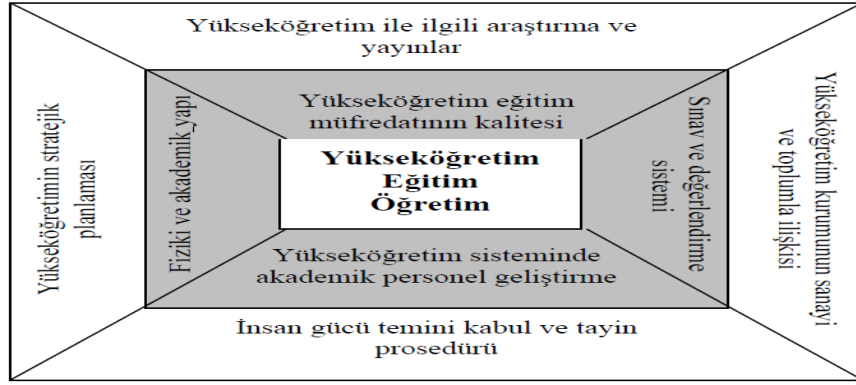 Yükseköğretim ile ilgili araştırma ve
yayınlar
Yükseköğretimin stratejik
planlaması
Fiziki ve akademik_yapı
Yükseköğretim eğitim
müfredatının kalitesi
Yükseköğretim
Eğitim
Öğretim
Sınav ve değerlendirme
sistemi
Yükseköğretim kurumunun sanayi
ve toplumla ilişkisi
Yükseköğretim sisteminde
akademik personel geliştirme
İnsan gücü temini kabul ve tayin
prosedürü